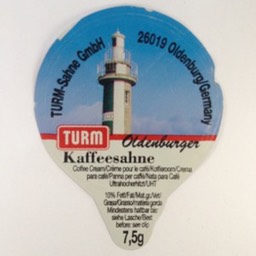 TURM-Sahne GmbH
26019 Oldenburg/Germany
TURM
Oldenburger
Kaffeesahne
Coffee Cream/Crème pour le café/Koffieroom/Crema
para café/Panna per caffè/Nata para Café
Ultrahocherhitzt/UHT
10% Fett/Fat/Mat.gr./Vet/
Grasa/Grasso/matéria gorda
Mindestens haltbar bis:
siehe Lasche/Best
before: see clip
7,5g